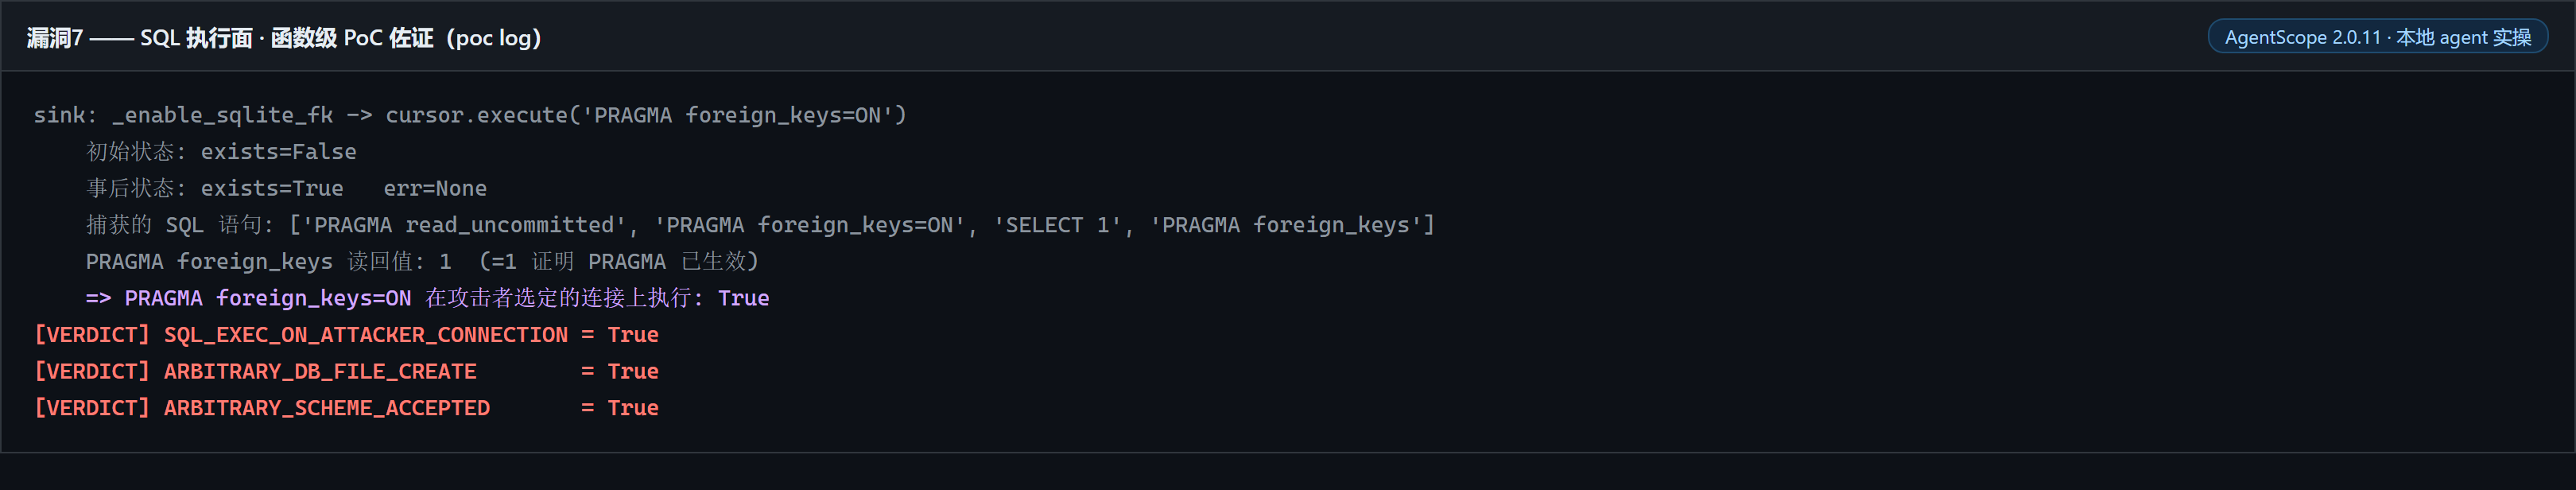 漏洞7 —— SQL 执行面 · 函数级 PoC 佐证（poc log）
AgentScope 2.0.11 · 本地 agent 实操
sink: _enable_sqlite_fk -> cursor.execute('PRAGMA foreign_keys=ON')
初始状态: exists=False
事后状态: exists=True   err=None
捕获的 SQL 语句: ['PRAGMA read_uncommitted', 'PRAGMA foreign_keys=ON', 'SELECT 1', 'PRAGMA foreign_keys']
PRAGMA foreign_keys 读回值: 1  (=1 证明 PRAGMA 已生效)
=> PRAGMA foreign_keys=ON 在攻击者选定的连接上执行: True
[VERDICT] SQL_EXEC_ON_ATTACKER_CONNECTION = True
[VERDICT] ARBITRARY_DB_FILE_CREATE        = True
[VERDICT] ARBITRARY_SCHEME_ACCEPTED       = True